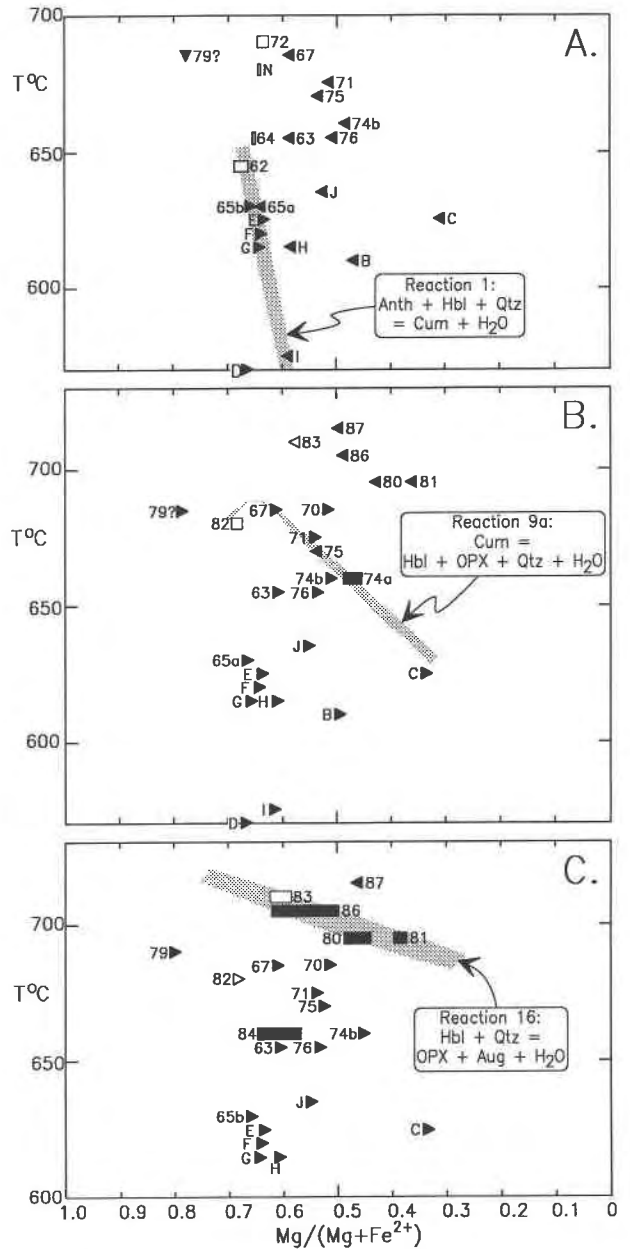 A.
700
T°C
650
600
72
79?
67
N
71
75
74b
64
63
76
62
65b
65a
J
E
C
F
G
H
B
Reaction 1:
Anth + Hbl + Qtz
= Cum + H2O
I
D
B.
700
650
600
87
83
86
80
81
79?
67
70
82
71
75
Reaction 9a:
Cum =
Hbl + OPX + Qtz + H2O
74b
74a
63
76
J
65a
E
C
F
G
H
B
I
D
C.
700
T°C
650
600
87
83
86
80
81
79
67
70
82
71
75
84
74b
63
76
Reaction 16:
Hbl + Qtz =
OPX + Aug + H2O
J
65b
E
C
F
G
H
1.0 0.9 0.8 0.7 0.6 0.5 0.4 0.3 0.2 0.1 0
Mg/(Mg+Fe2+)